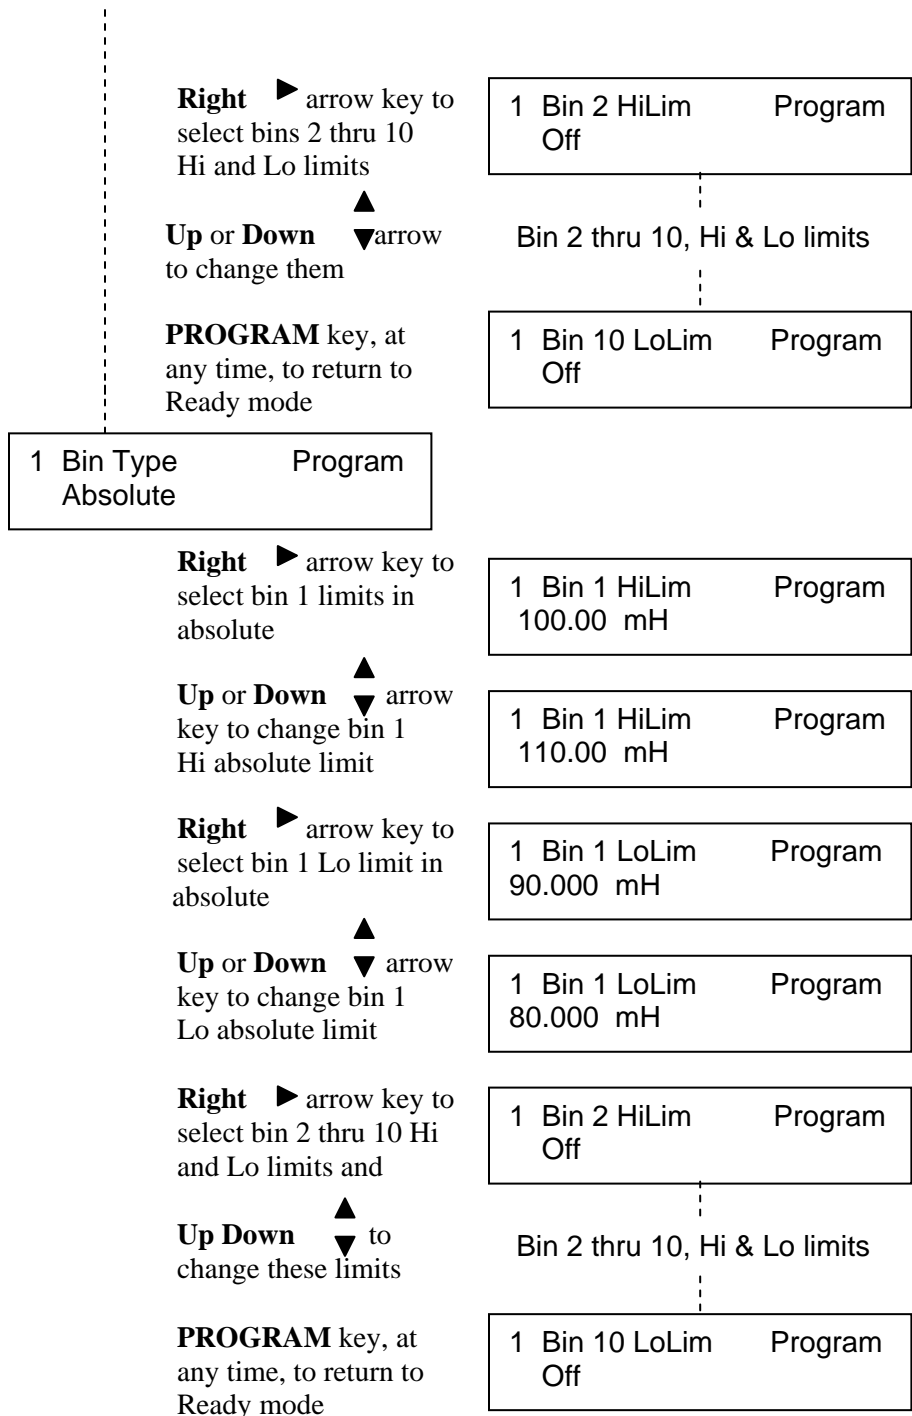 Right ► arrow key to
select bins 2 thru 10
Hi and Lo limits
1 Bin 2 HiLim Program
Off
▲
Up or Down ▼arrow
to change them
Bin 2 thru 10, Hi & Lo limits
PROGRAM key, at
any time, to return to
Ready mode
1 Bin 10 LoLim Program
Off
1 Bin Type Program
Absolute
Right ► arrow key to
select bin 1 limits in
absolute
1 Bin 1 HiLim Program
100.00 mH
▲
Up or Down ▼ arrow
key to change bin 1
Hi absolute limit
1 Bin 1 HiLim Program
110.00 mH
Right ► arrow key to
select bin 1 Lo limit in
absolute
1 Bin 1 LoLim Program
90.000 mH
▲
Up or Down ▼ arrow
key to change bin 1
Lo absolute limit
1 Bin 1 LoLim Program
80.000 mH
Right ► arrow key to
select bin 2 thru 10 Hi
and Lo limits and
1 Bin 2 HiLim Program
Off
▲
Up Down ▼ to
change these limits
Bin 2 thru 10, Hi & Lo limits
PROGRAM key, at
any time, to return to
Ready mode
1 Bin 10 LoLim Program
Off